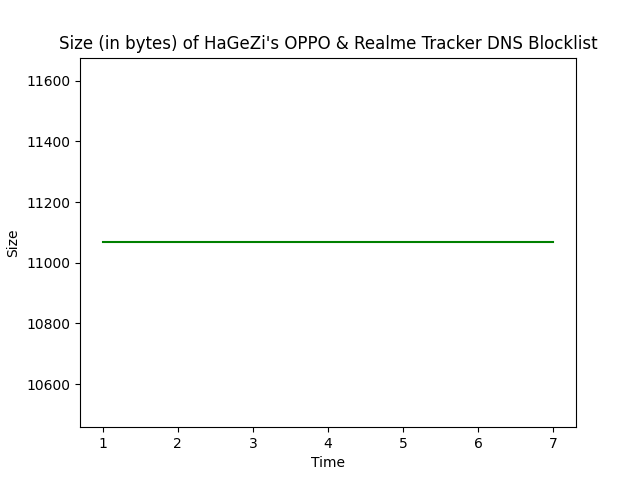 Size (in bytes) of HaGeZi's OPPO & Realme Tracker DNS Blocklist
11600
11400
11200
11000
10800
10600
Size
1 2 3 4 5 6 7
Time